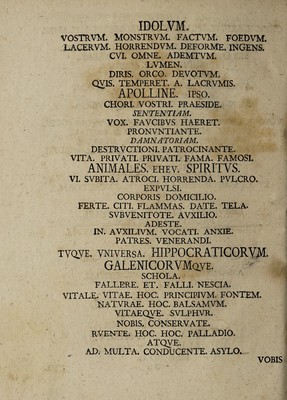 IDOLVM.
VOSTRVM. MONSTRVM. FACTVM. FOEDVM.
LACERVM. HORRENDVM. DEFORME. INGENS.
CVI. OMNE. ADEMTVM.
LVMEN.
DIRIS. ORCO. DEVOTVM.
QVIS. TEMPERET. A. LACRVMIS.
APOLLINE. IPSO.
CHORI. VOSTRI. PRAESIDE.
SENTENTIAM.
VOX. FAVCIBVS HAERET.
PRONVNTIANTE.
DAMNATORIAM.
DESTRVCTIONI. PATROCINANTE.
VITA. PRIVATI. PRIVATI. FAMA. FAMOSI.
ANIMALES. EHEV. SPIRITVS.
VI. SVBITA. ATROCI. HORRENDA. PVLCRO.
EXPVLSI.
CORPORIS DOMICILIO.
FERTE. CITI. FLAMMAS. DATE. TELA.
SVBVENITOTE. AVXILIO.
ADESTE.
IN. AVXILIVM. VOCATI. ANXIE.
PATRES. VENERANDI.
TVQVE. VNIVERSA. HIPPOCRATICORVM.
GALENICORVMQVE.
SCHOLA.
FALLERE. ET. FALLI. NESCIA.
VITALE. VITAE. HOC. PRINCIPIVM. FONTEM.
NATVRAE. HOC. BALSAMVM.
VITAEQVE. SVLPHVR.
NOBIS. CONSERVATE.
RVENTE. HOC. HOC. PALLADIO.
ATQVE.
AD. MULTA. CONDVCENTE. ASYLO.
VOBIS